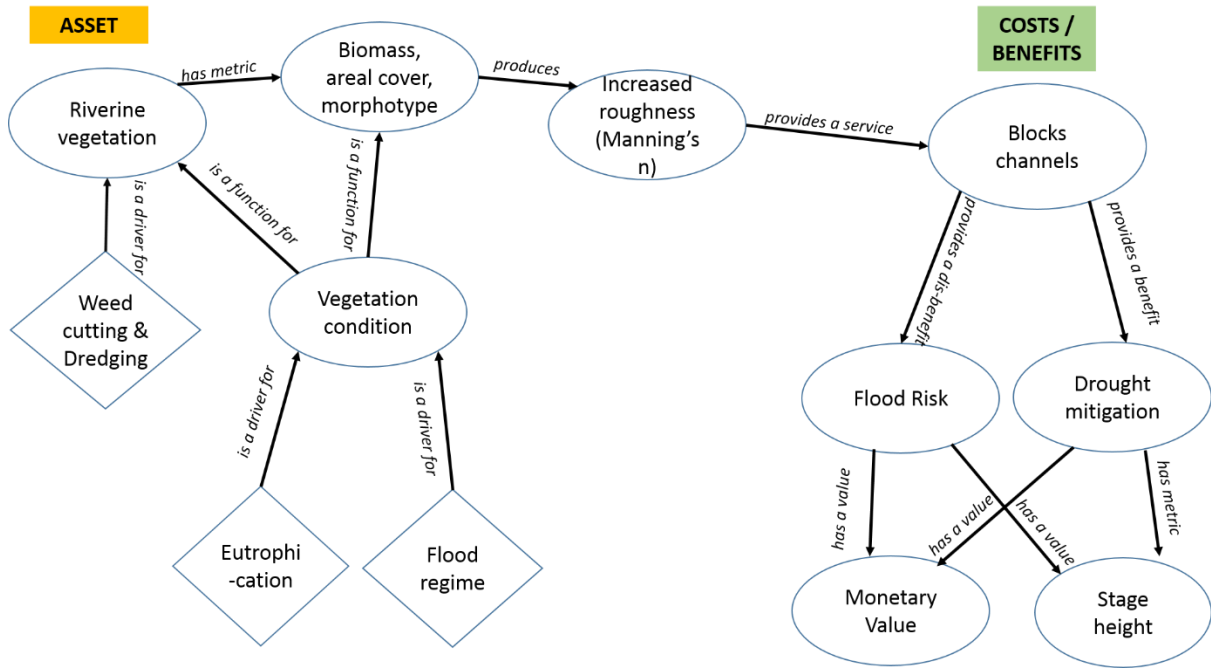 ASSET
COSTS /
BENEFITS
Riverine
vegetation
has metric
Biomass,
areal cover,
morphotype
produces
Increased
roughness
(Manning's
n)
provides a service
Blocks
channels
is a driver for
is a function for
is a function for
Weed
cutting &
Dredging
Vegetation
condition
provides a dis-benefit
provides a benefit
Flood Risk
Drought
mitigation
is a driver for
is a driver for
Eutrophi
-cation
Flood
regime
has a value
has a value
has a value
has metric
Monetary
Value
Stage
height